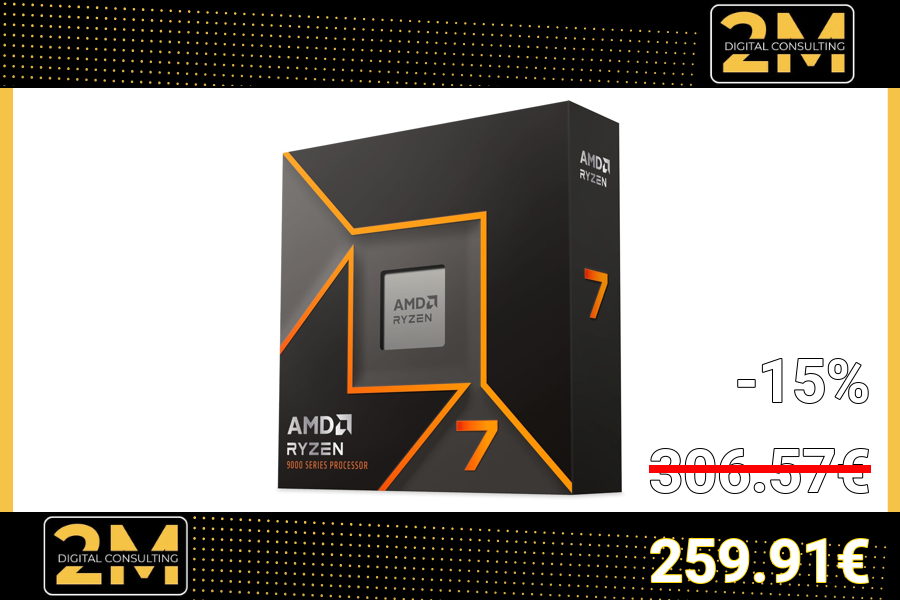 2M
DIGITAL CONSULTING
AMD
RYZEN
7
AMD
RYZEN
AMD
RYZEN
9000 SERIES PROCESSOR
7
-15%
306.57€
2M
DIGITAL CONSULTING
259.91€